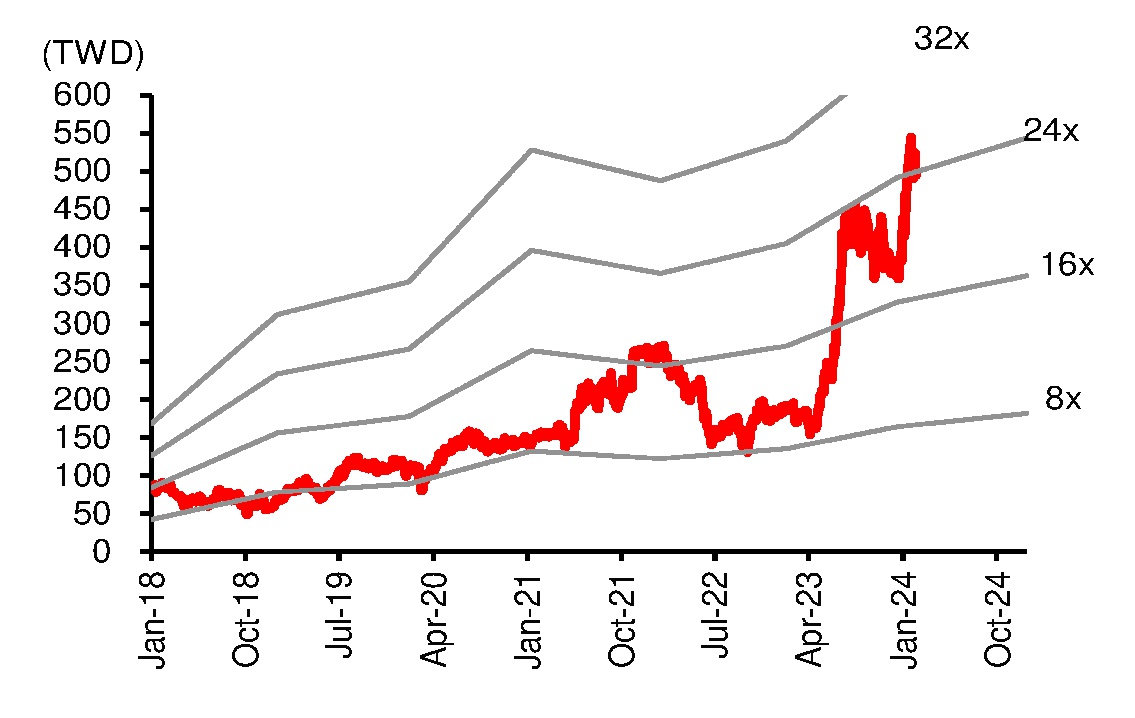 32x
(TWD)
600
550
24x
500
450
400
16x
350
300
250
200
8x
150
100
50
0
Jan-18
Oct-18
Jul-19
Apr-20
Jan-21
Oct-21
Jul-22
Apr-23
Jan-24
Oct-24